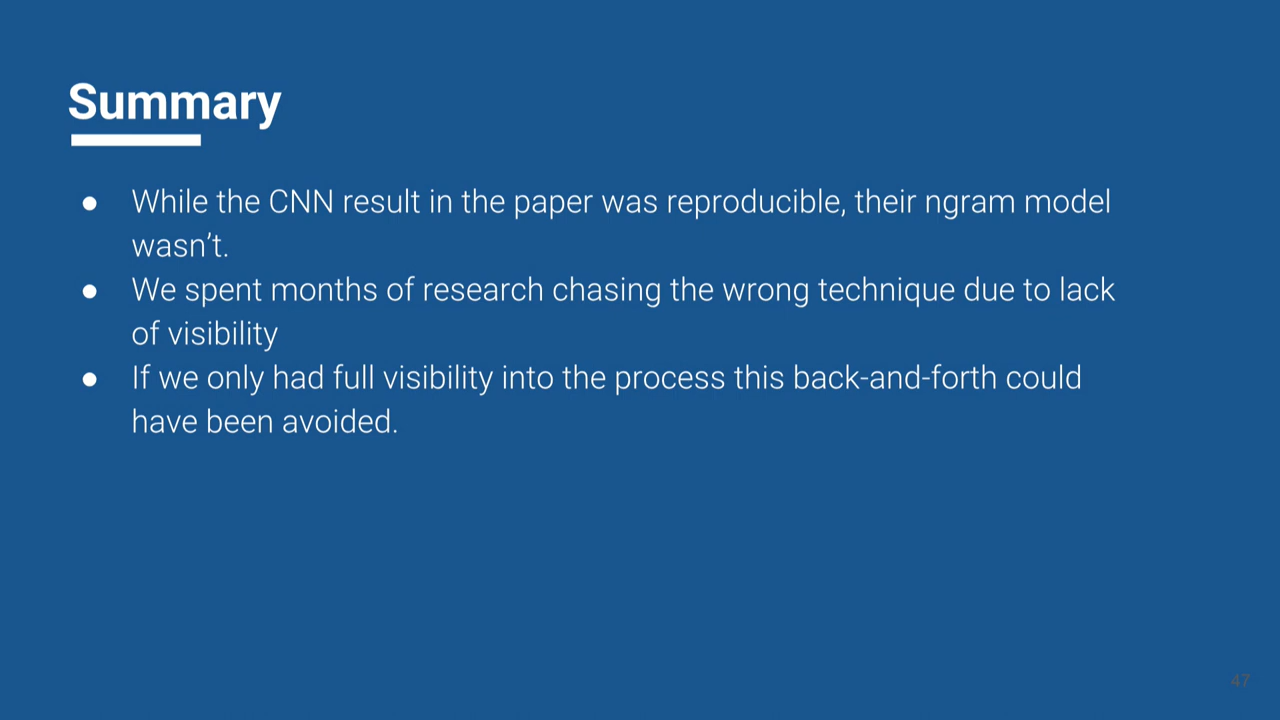 Summary
● While the CNN result in the paper was reproducible, their ngram model
wasn’t.
● We spent months of research chasing the wrong technique due to lack
of visibility
● If we only had full visibility into the process this back-and-forth could
have been avoided.
47